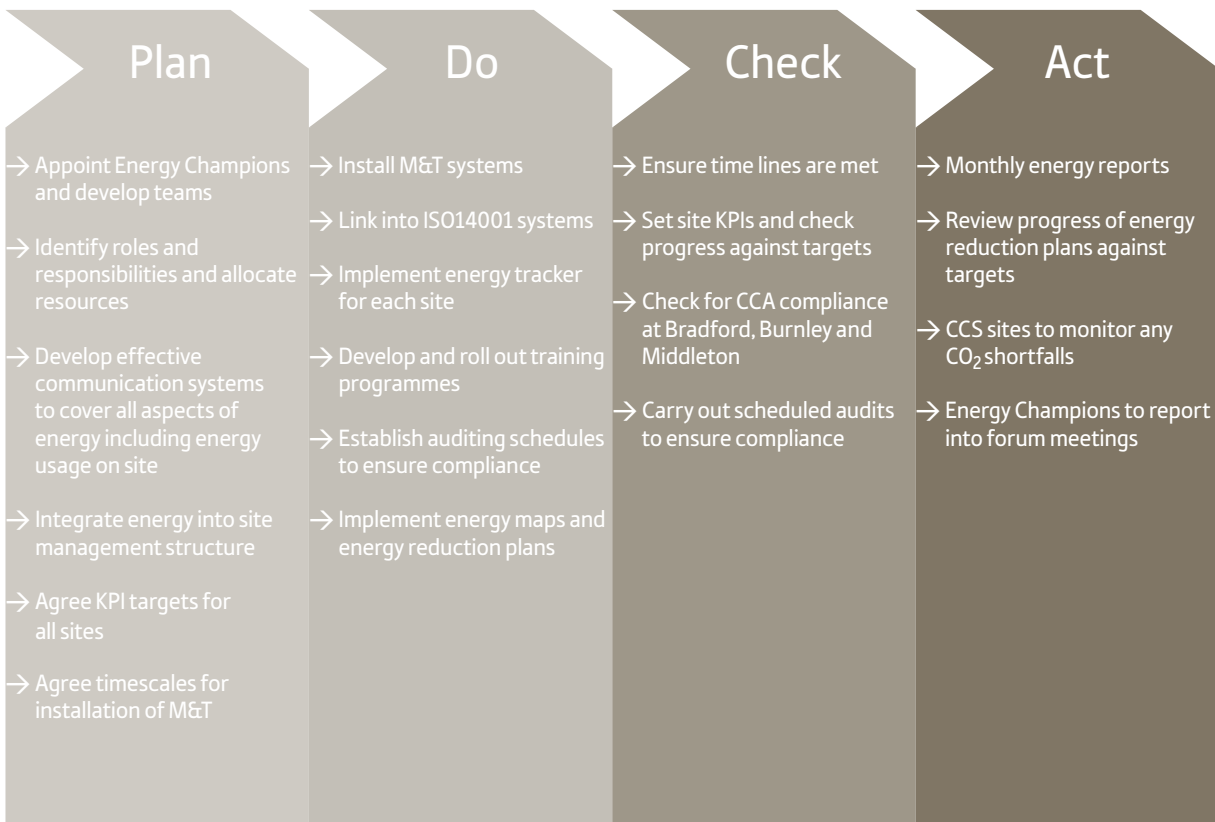 Plan
→ Appoint Energy Champions
and develop teams
→ Identify roles and
responsibilities and allocate
resources
→ Develop effective
communication systems
to cover all aspects of
energy including energy
usage on site
→ Integrate energy into site
management structure
→ Agree KPI targets for
all sites
→ Agree timescales for
installation of M&T
Do
→ Install M&T systems
→ Link into ISO14001 systems
→ Implement energy tracker
for each site
→ Develop and roll out training
programmes
→ Establish auditing schedules
to ensure compliance
→ Implement energy maps and
energy reduction plans
Check
→ Ensure time lines are met
→ Set site KPIs and check
progress against targets
→ Check for CCA compliance
at Bradford, Burnley and
Middleton
→ Carry out scheduled audits
to ensure compliance
Act
→ Monthly energy reports
→ Review progress of energy
reduction plans against
targets
→ CCS sites to monitor any
CO₂ shortfalls
→ Energy Champions to report
into forum meetings